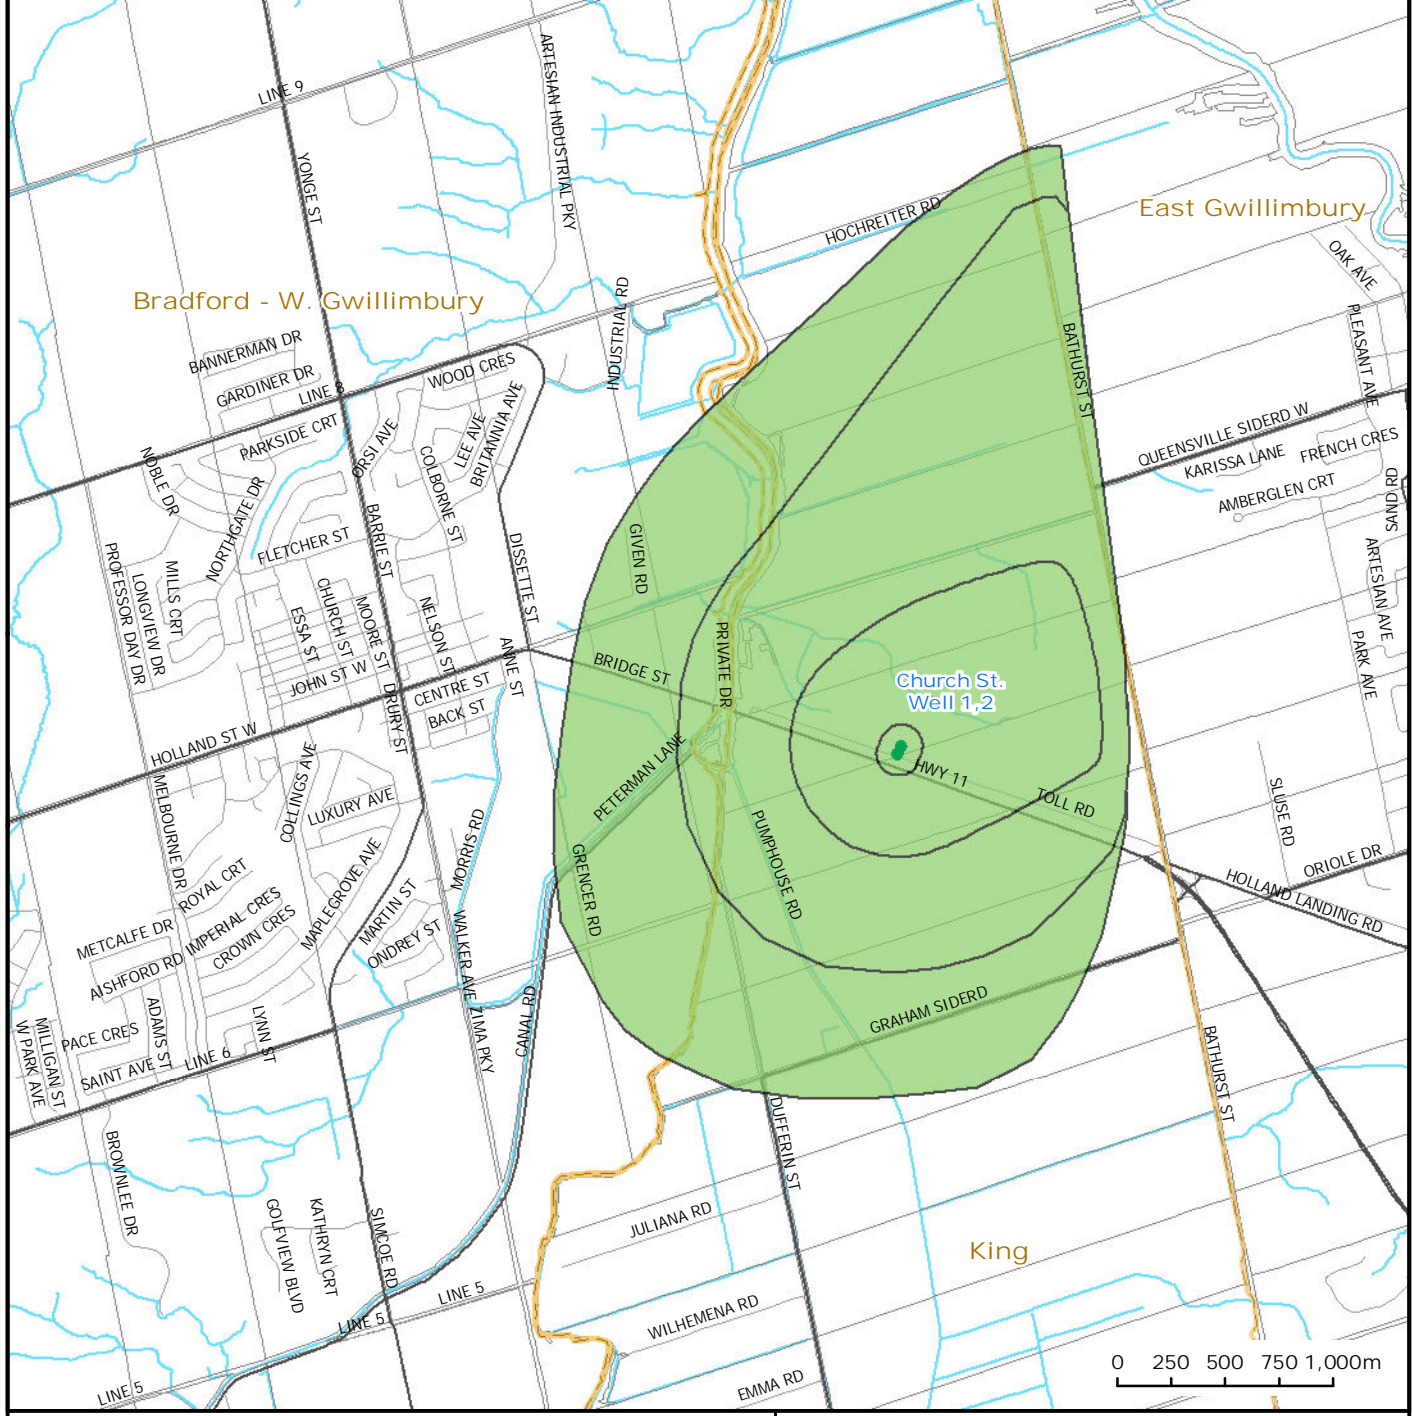 LINE 9
ARTESIAN INDUSTRIAL PKY
YONGE ST
HOCHREITER RD
East Gwillimbury
OAK AVE
Bradford - W. Gwillimbury
INDUSTRIAL RD
PLEASANT AVE
BANNERMAN DR
GARDINER DR
LINE 8
WOOD CRES
BATHURST ST
PARKSIDE CRT
ORSI AVE
LEE AVE
BRITANNIA AVE
COLBORNE ST
QUEENSVILLE SIDERD W
KARISSA LANE
FRENCH CRES
AMBERGLEN CRT
SAND RD
NOBLE DR
NORTHGATE DR
BARRIE ST
FLETCHER ST
DISSETTE ST
GIVEN RD
ARTESIAN AVE
PROFESSOR DAY DR
LONGVIEW DR
MILLS CRT
CHURCH ST
ESSA ST
MOORE ST
NELSON ST
ANNE ST
JOHN ST W
DRURY ST
CENTRE ST
BACK ST
BRIDGE ST
PRIVATE DR
PARK AVE
Church St.
Well 1,2
HOLLAND ST W
PETERMAN LANE
HWY 11
TOLL RD
MELBOURNE DR
COLLINGS AVE
LUXURY AVE
MORRIS RD
PUMPHOUSE RD
SLUSE RD
ORIOLE DR
HOLLAND LANDING RD
GRENCER RD
ROYAL CRT
IMPERIAL CRES
CROWN CRES
MAPLEGROVE AVE
MARTIN ST
ONDREY ST
METCALFE DR
AISHFORD RD
WALKER AVE
ZIMA PKY
CANAL RD
GRAHAM SIDERD
BATHURST ST
ADAMS ST
LYNN ST
PACE CRES
MILLIGAN ST
W PARK AVE
SAINT AVE
LINE 6
DUFFERIN ST
BROWNLEE DR
GOLFVIEW BLVD
KATHRYN CRT
SIMCOE RD
JULIANA RD
King
LINE 5
LINE 5
WILHEMENA RD
EMMA RD
LINE 5
0 250 500 750 1,000m